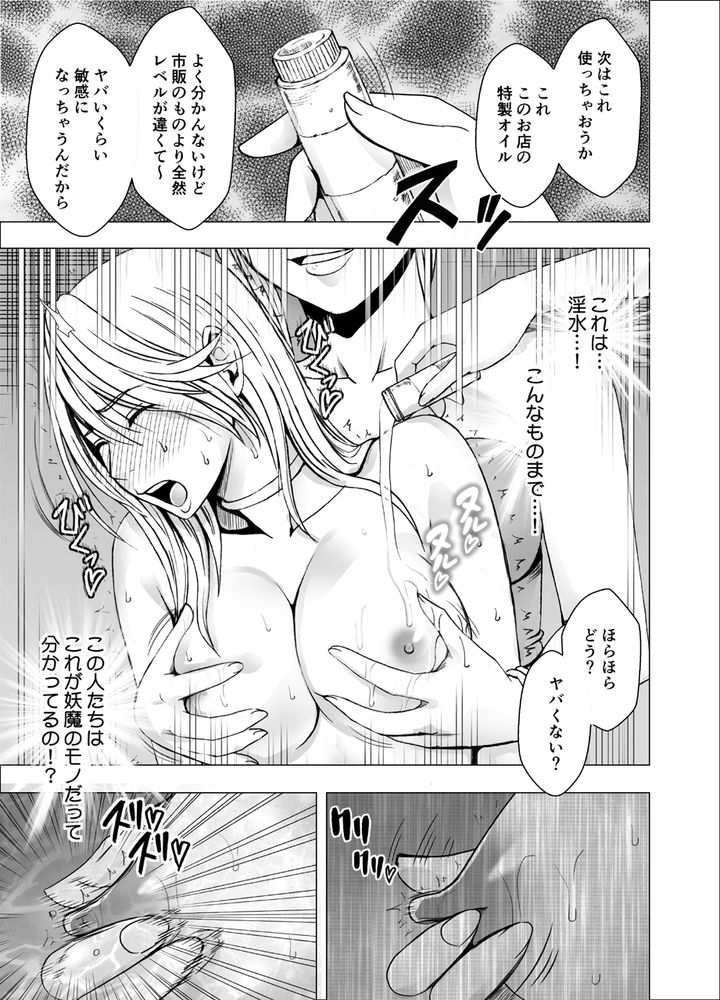 次はこれ
使っちゃおうか
これ
このお店の
特製オイル
よく分かんないけど
市販のものより全然
レベルが違くて〜
ヤバいくらい
敏感に
なっちゃうんだから
ズッ
これは…
淫水…!
こんなものまで…!
びくっ♡
びくっ♡
ヌル♡
ヌル♡
ほらほら
どう?
ヤバくない?
この人たちは
これが妖魔のモノだって
分かってるの!?
クリッ
クリッ♡
ズリッ♡
ズリッ♡